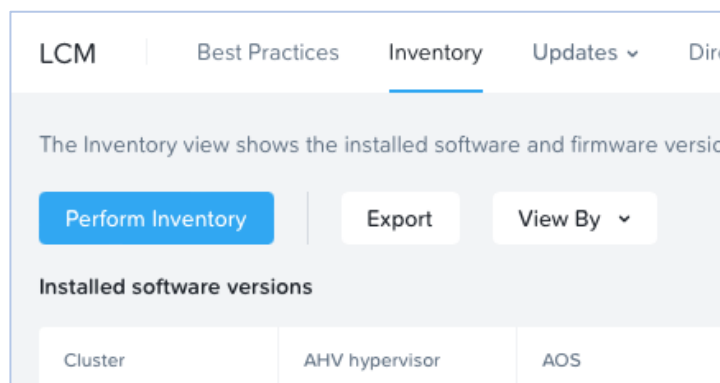 LCM Best Practices Inventory Updates
The Inventory view shows the installed software and firmware
Perform Inventory Export View By
Installed software versions
Cluster AHV hypervisor AOS